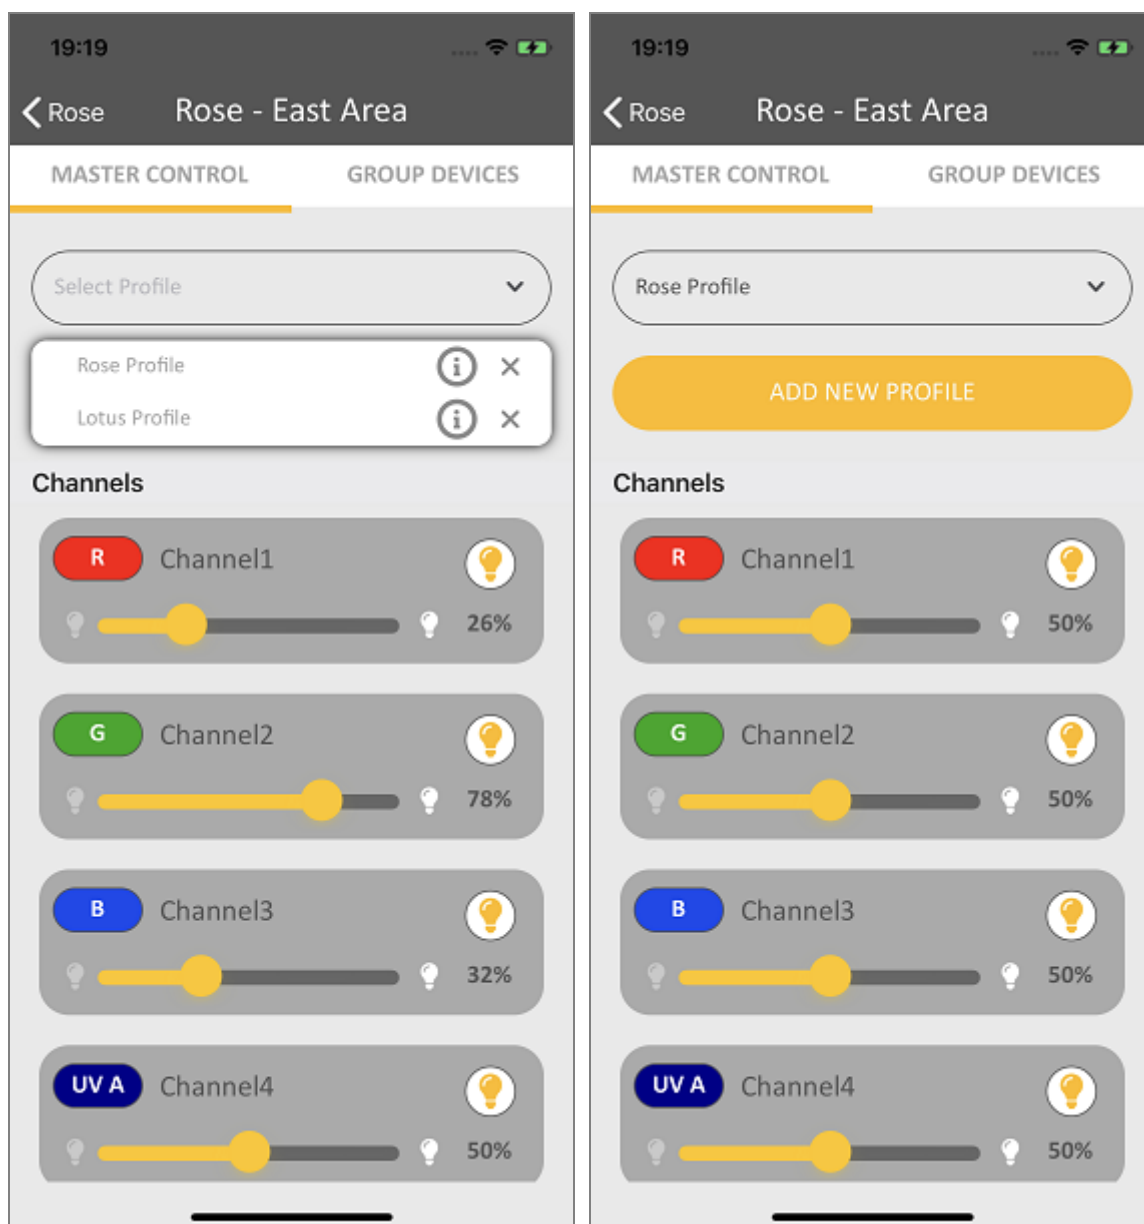 19:19
Rose Rose - East Area
MASTER CONTROL GROUP DEVICES
Select Profile
Rose Profile
Lotus Profile
Channels
R Channel1
26%
G Channel2
78%
B Channel3
32%
UV A Channel4
50%
19:19
Rose Rose - East Area
MASTER CONTROL GROUP DEVICES
Rose Profile
ADD NEW PROFILE
Channels
R Channel1
50%
G Channel2
50%
B Channel3
50%
UV A Channel4
50%